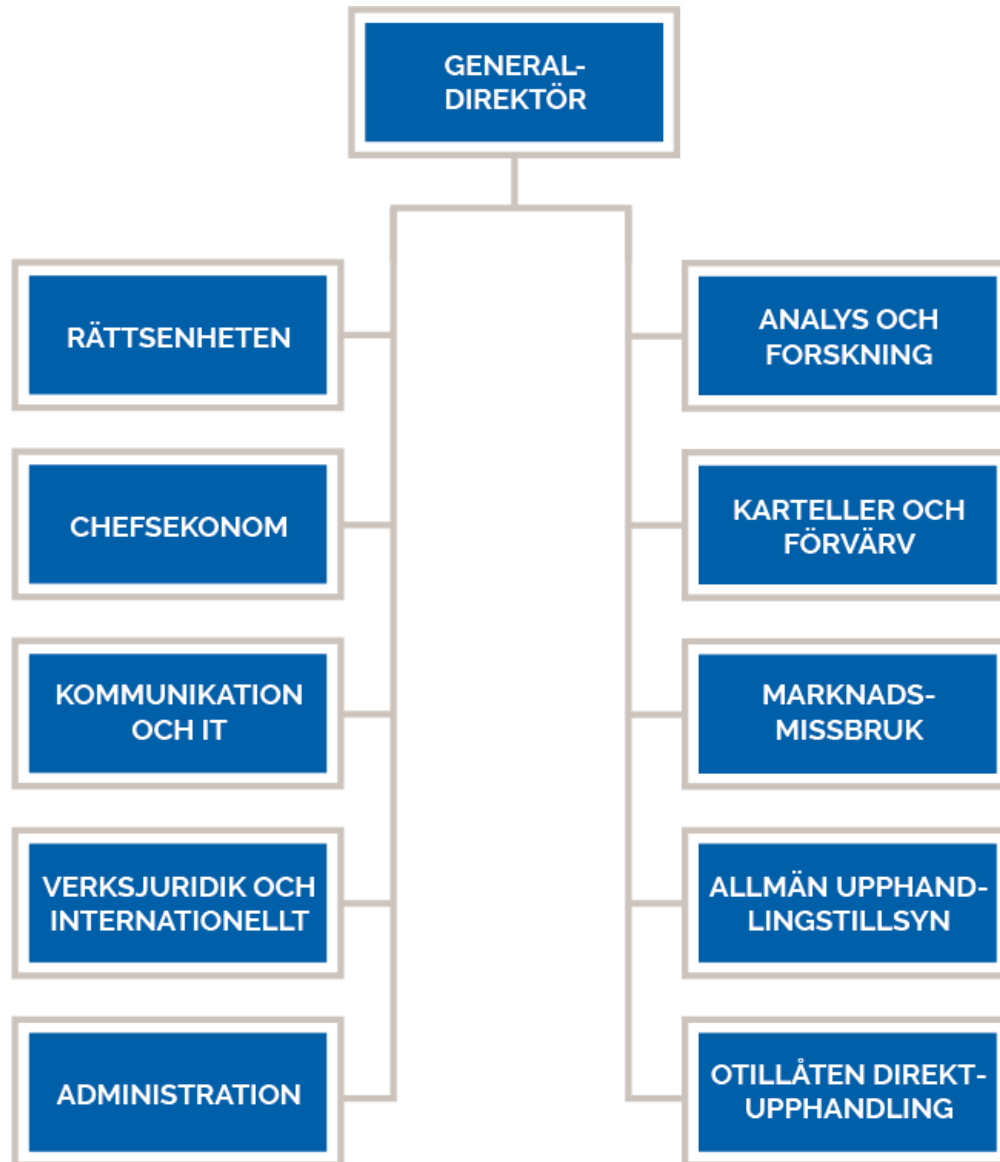 GENERAL-
DIREKTÖR
RÄTTSENHETEN
CHEFSEKONOM
KOMMUNIKATION
OCH IT
VERKSJURIDIK OCH
INTERNATIONELLT
ADMINISTRATION
ANALYS OCH
FORSKNING
KARTELLER OCH
FÖRVÄRV
MARKNADS-
MISSBRUK
ALLMÄN UPPHAND-
LINGSTILLSYN
OTILLÅTEN DIREKT-
UPPHANDLING